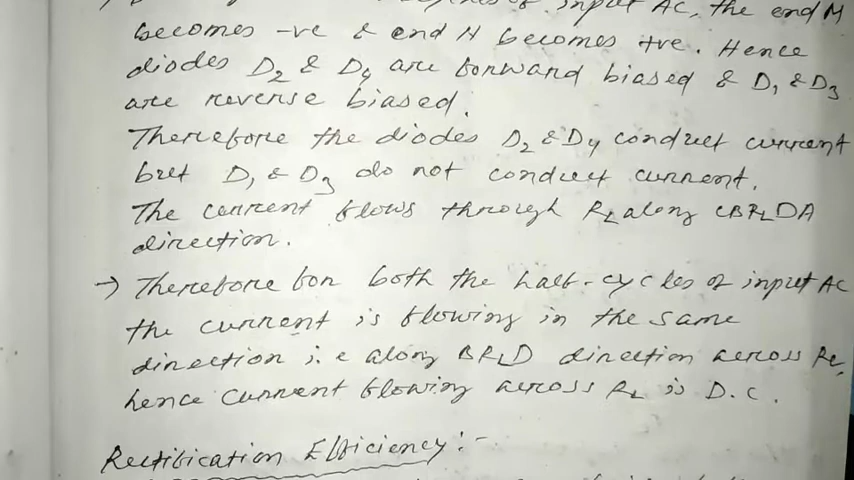 input AC, the end M
becomes -ve & end N becomes +ve. Hence
diodes D2 & D4 are forward biased & D1 & D3
are reverse biased.
Therefore the diodes D2 & D4 conduct current
but D1 & D3 do not conduct current.
The current flows through RL along CBRLDA
direction.
→ Therefore for both the half-cycles of input AC
the current is flowing in the same
direction i.e along BRLD direction across RL,
hence current flowing across RL is D.C.
Rectification Efficiency:-